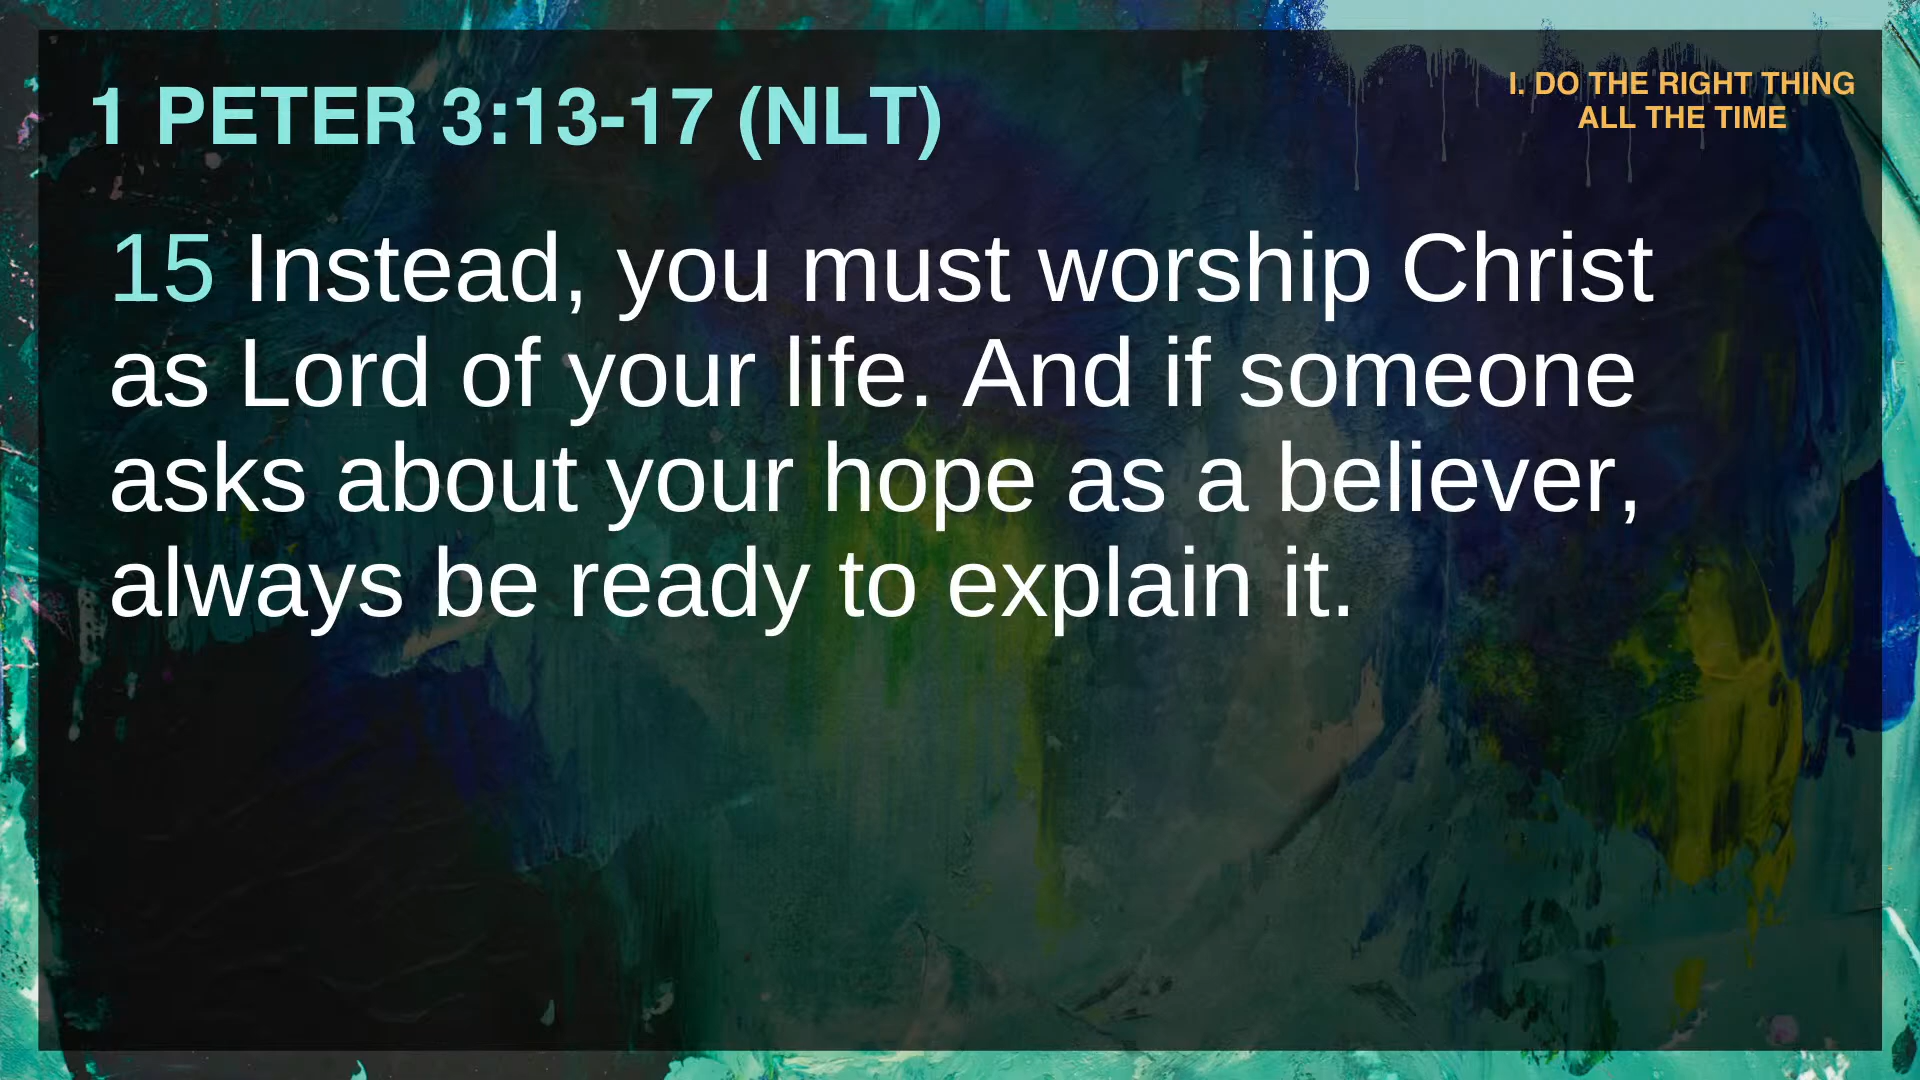 1 PETER 3:13-17 (NLT)
I. DO THE RIGHT THING
ALL THE TIME
15 Instead, you must worship Christ
as Lord of your life. And if someone
asks about your hope as a believer,
always be ready to explain it.